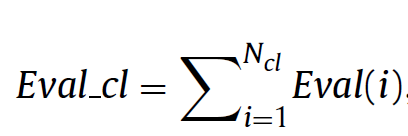 Eval_cl = ∑_{i=1}^{N_{cl}} Eval(i).